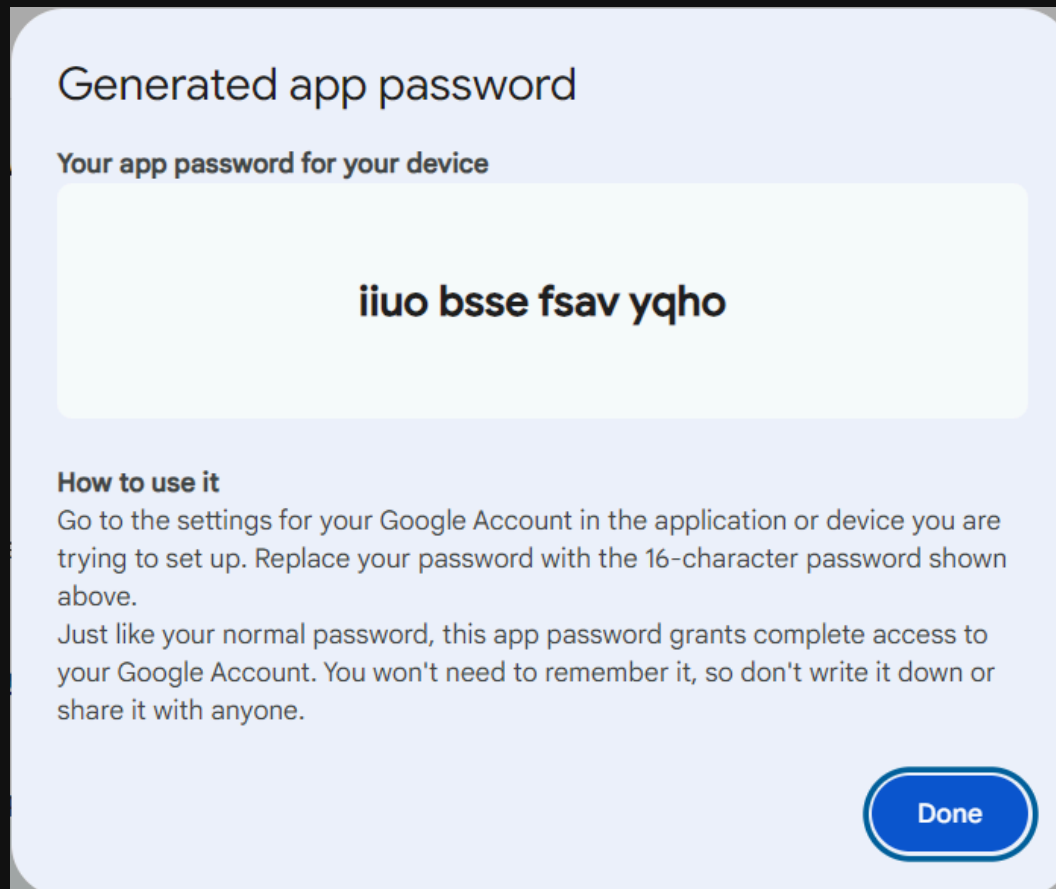 Generated app password
Your app password for your device
iiuo bsse fsav yqho
How to use it
Go to the settings for your Google Account in the application or device you are
trying to set up. Replace your password with the 16-character password shown
above.
Just like your normal password, this app password grants complete access to
your Google Account. You won't need to remember it, so don't write it down or
share it with anyone.
Done